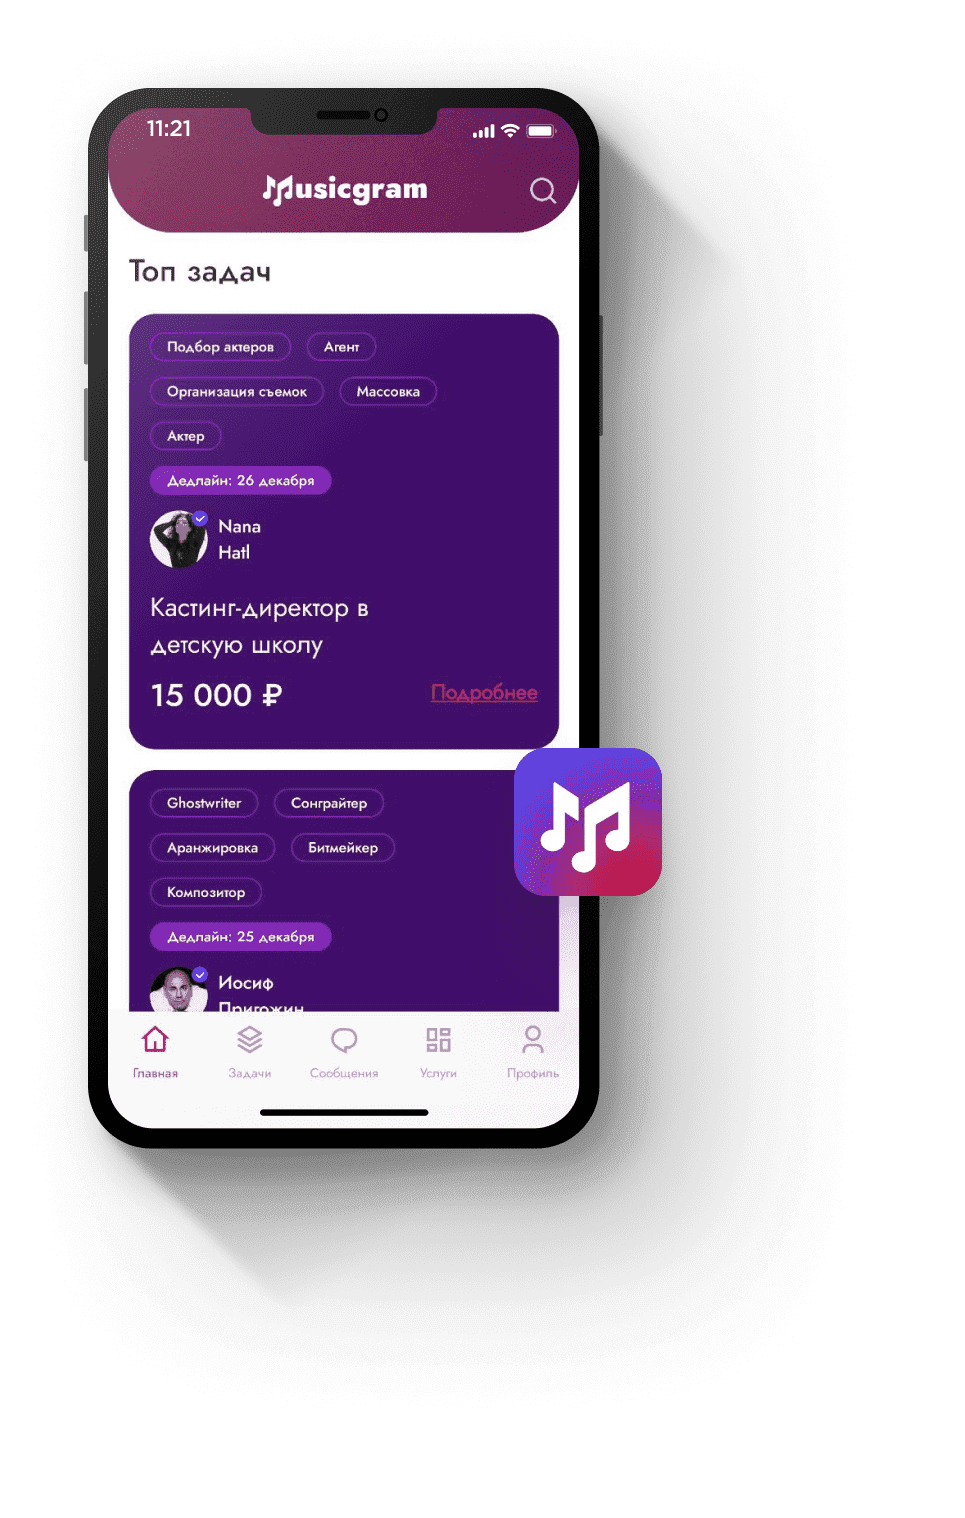 11:21
Musicgram
Топ задач
Подбор актеров Агент
Организация съемок Массовка
Актер
Дедлайн: 26 декабря
Nana
Hatl
Кастинг-директор в
детскую школу
15 000 ₽ Подробнее
Ghostwriter Сонграйтер
Аранжировка Битмейкер
Композитор
Дедлайн: 25 декабря
Иосиф
Пригожин
Главная Задачи Сообщения Услуги Профиль